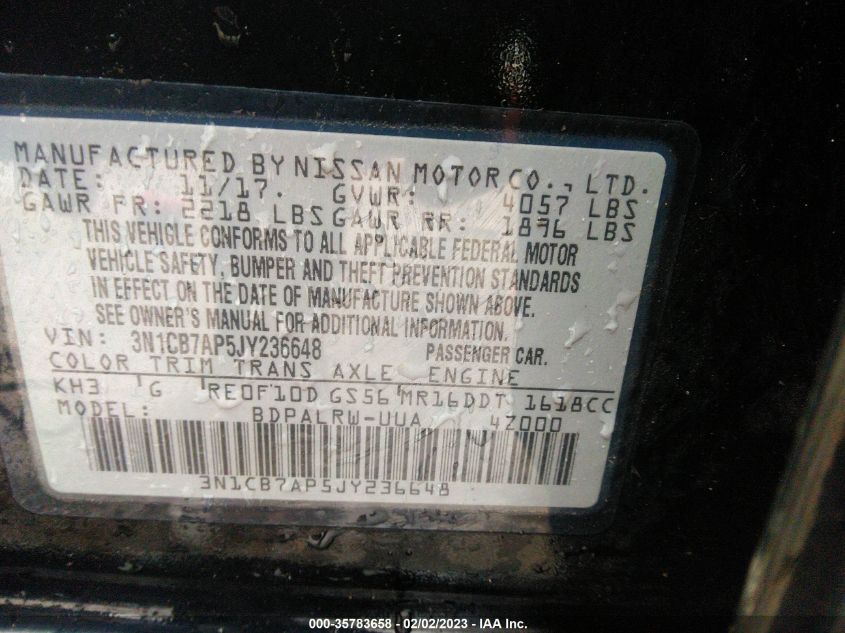 MANUFACTURED BY NISSAN MOTOR CO., LTD.
DATE: 11/17. GVWR: 4057 LBS
GAWR FR: 2218 LBS GAWR RR: 1896 LBS
THIS VEHICLE CONFORMS TO ALL APPLICABLE FEDERAL MOTOR
VEHICLE SAFETY, BUMPER AND THEFT PREVENTION STANDARDS
IN EFFECT ON THE DATE OF MANUFACTURE SHOWN ABOVE.
SEE OWNER'S MANUAL FOR ADDITIONAL INFORMATION.
VIN: 3N1CB7AP5JY236648 PASSENGER CAR.
COLOR TRIM TRANS AXLE ENGINE
KH3 G RE0F10D GS56 MR16DDT 1618CC
MODEL: BDPALRW-UUA 4Z000
3N1CB7AP5JY236648
000-35783658 - 02/02/2023 - © IAA Inc.